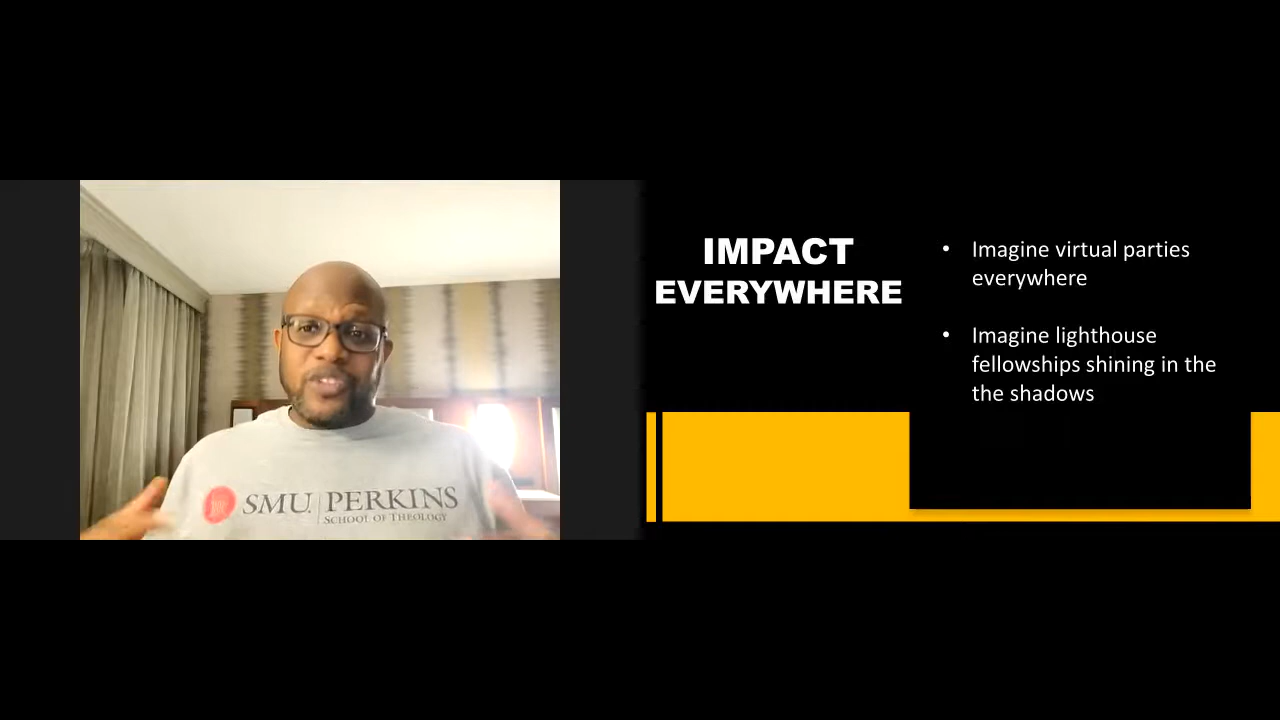 SMU. PERKINS
SCHOOL OF THEOLOGY
IMPACT
EVERYWHERE
• Imagine virtual parties
everywhere
• Imagine lighthouse
fellowships shining in the
the shadows